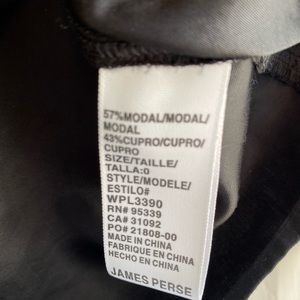 57%MODAL/MODAL/
MODAL
43%CUPRO/CUPRO/
CUPRO
SIZE/TAILLE/
TALLA:0
STYLE/MODELE/
ESTILO#
WPL3390
RN# 95339
CA# 31092
PO# 21808-00
MADE IN CHINA
FABRIQUE EN CHINA
HECHO EN CHINA
JAMES PERSE